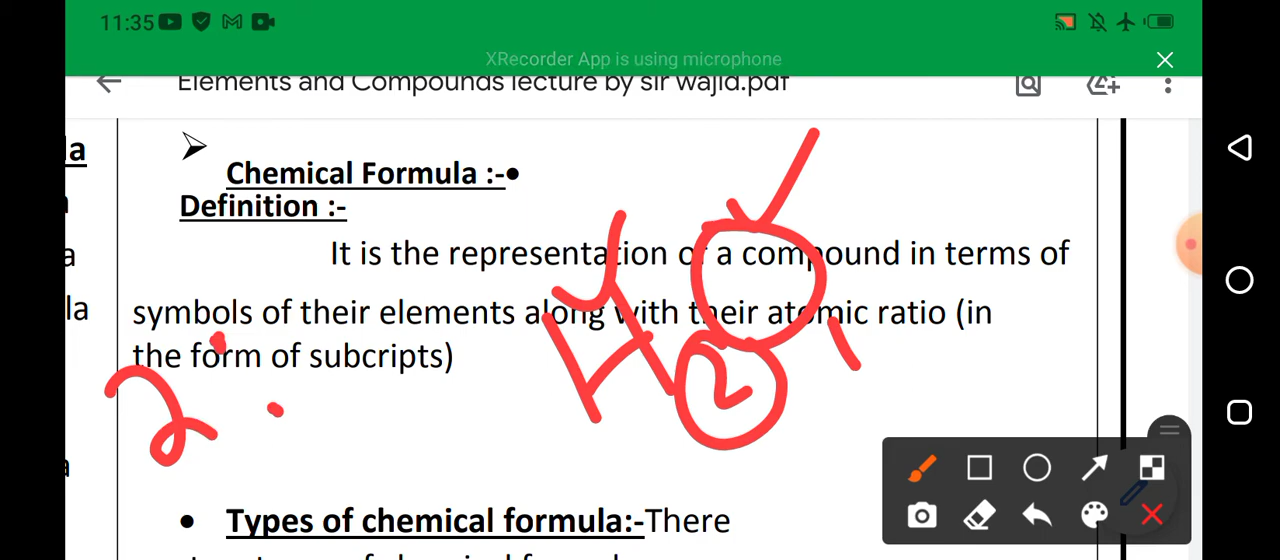 11:35
XRecorder App is using microphone
Elements and Compounds lecture by sir wajid.pdf
la
Chemical Formula :-•
Definition :-
It is the representation of a compound in terms of
a
symbols of their elements along with their atomic ratio (in
la
the form of subcripts)
H2O
2:
a
• Types of chemical formula:-There